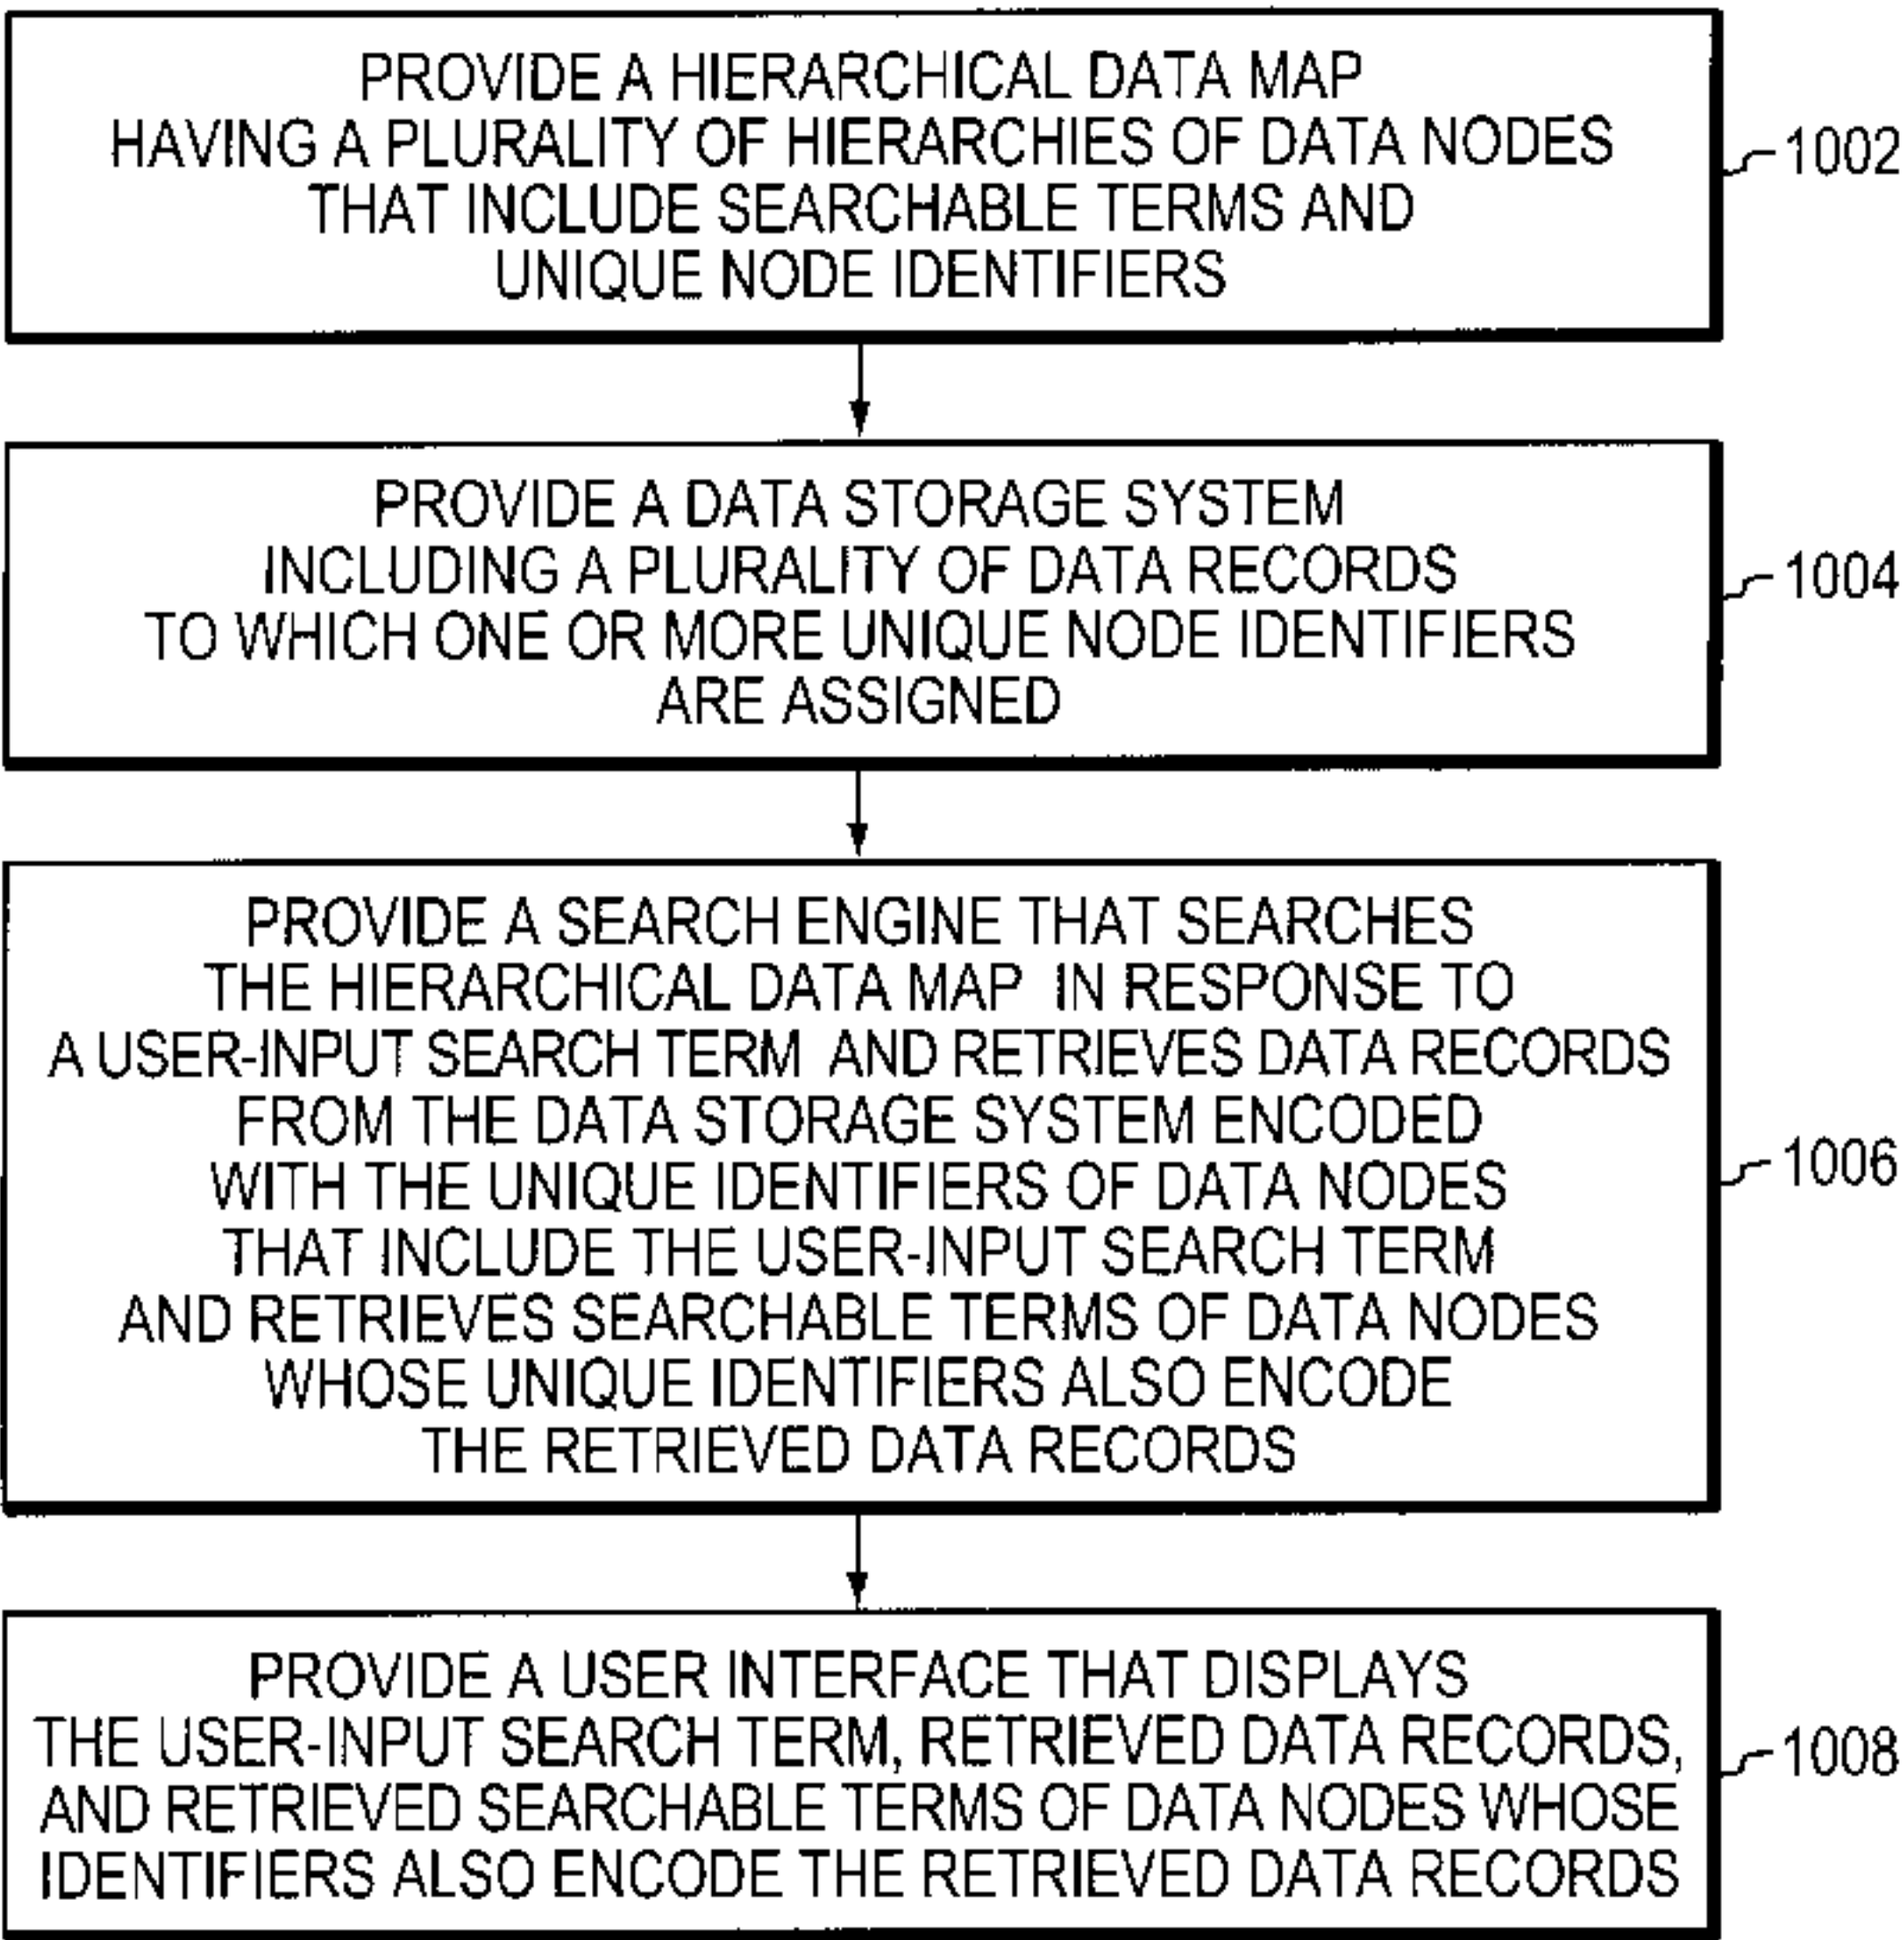 PROVIDE A HIERARCHICAL DATA MAP
HAVING A PLURALITY OF HIERARCHIES OF DATA NODES
THAT INCLUDE SEARCHABLE TERMS AND
UNIQUE NODE IDENTIFIERS
1002
PROVIDE A DATA STORAGE SYSTEM
INCLUDING A PLURALITY OF DATA RECORDS
TO WHICH ONE OR MORE UNIQUE NODE IDENTIFIERS
ARE ASSIGNED
1004
PROVIDE A SEARCH ENGINE THAT SEARCHES
THE HIERARCHICAL DATA MAP IN RESPONSE TO
A USER-INPUT SEARCH TERM AND RETRIEVES DATA RECORDS
FROM THE DATA STORAGE SYSTEM ENCODED
WITH THE UNIQUE IDENTIFIERS OF DATA NODES
THAT INCLUDE THE USER-INPUT SEARCH TERM
AND RETRIEVES SEARCHABLE TERMS OF DATA NODES
WHOSE UNIQUE IDENTIFIERS ALSO ENCODE
THE RETRIEVED DATA RECORDS
1006
PROVIDE A USER INTERFACE THAT DISPLAYS
THE USER-INPUT SEARCH TERM, RETRIEVED DATA RECORDS,
AND RETRIEVED SEARCHABLE TERMS OF DATA NODES WHOSE
IDENTIFIERS ALSO ENCODE THE RETRIEVED DATA RECORDS
1008